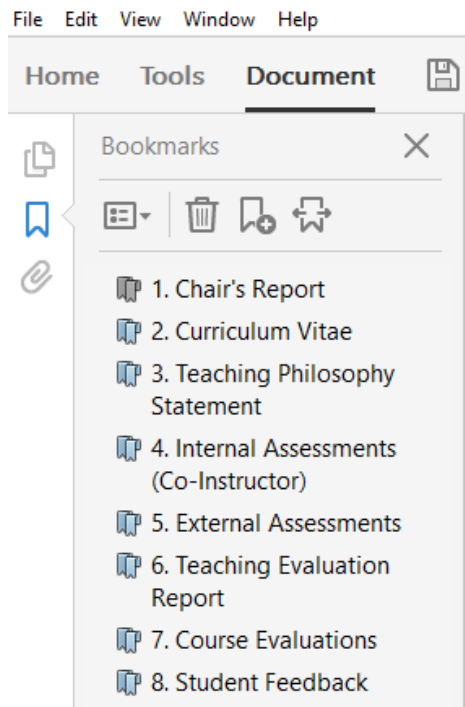 File Edit View Window Help
Home Tools Document
Bookmarks
1. Chair's Report
2. Curriculum Vitae
3. Teaching Philosophy
Statement
4. Internal Assessments
(Co-Instructor)
5. External Assessments
6. Teaching Evaluation
Report
7. Course Evaluations
8. Student Feedback